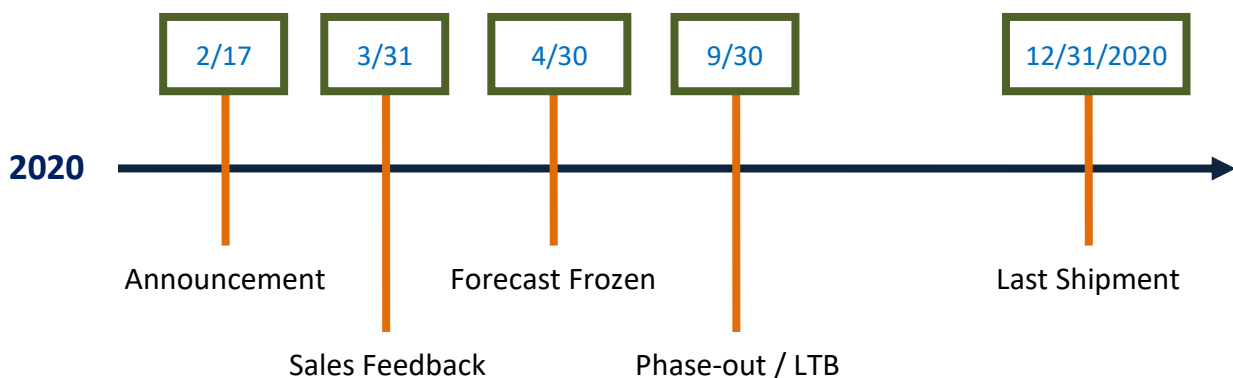 2/17 3/31 4/30 9/30 12/31/2020
2020
Announcement Forecast Frozen Last Shipment
Sales Feedback Phase-out / LTB